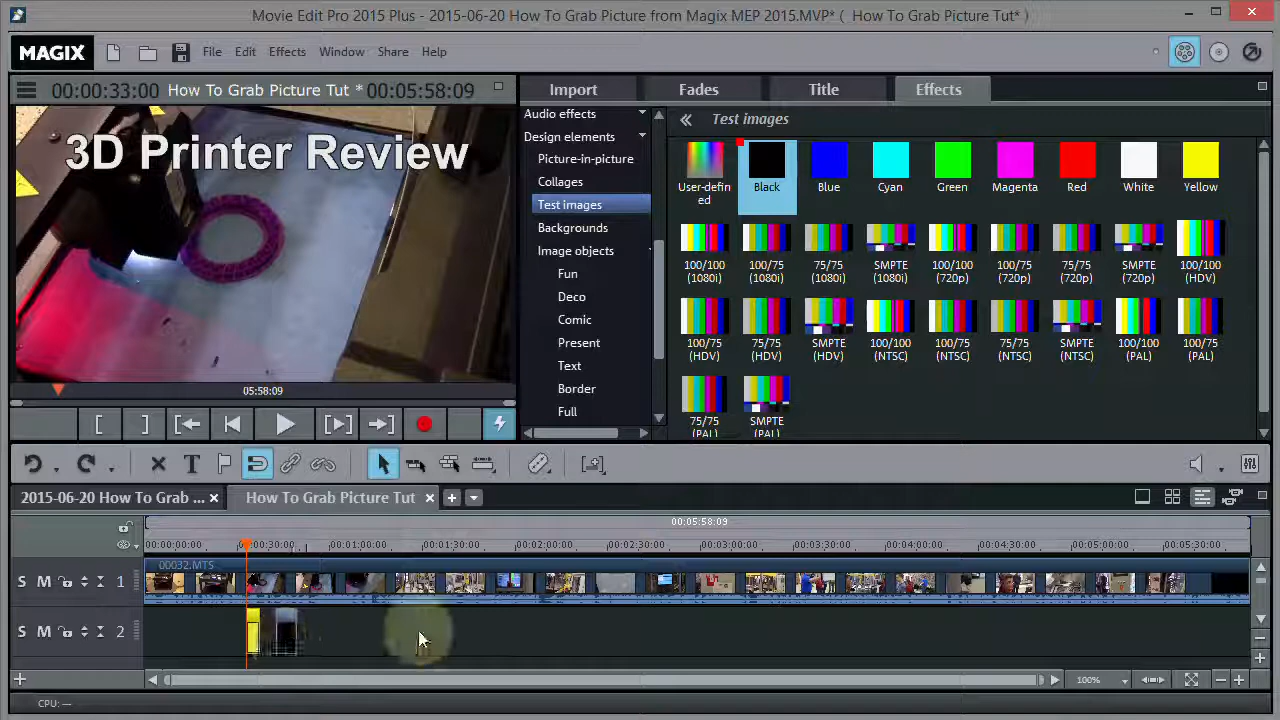 Movie Edit Pro 2015 Plus - 2015-06-20 How To Grab Picture from Magix MEP 2015.MVP* ( How To Grab Picture Tut* )
MAGIX File Edit Effects Window Share Help
00:00:33:00 How To Grab Picture Tut * 00:05:58:09
Import Fades Title Effects
3D Printer Review
05:58:09
Audio effects
Design elements
Picture-in-picture
Collages
Test images
Backgrounds
Image objects
Fun
Deco
Comic
Present
Text
Border
Full
Test images
User-defined Black Blue Cyan Green Magenta Red White Yellow
100/100 (1080i) 100/75 (1080i) 75/75 (1080i) SMPTE (1080i) 100/100 (720p) 100/75 (720p) 75/75 (720p) SMPTE (720p) 100/100 (HDV)
100/75 (HDV) 75/75 (HDV) SMPTE (HDV) 100/100 (NTSC) 100/75 (NTSC) 75/75 (NTSC) SMPTE (NTSC) 100/100 (PAL) 100/75 (PAL)
75/75 (PAL) SMPTE (PAL)
2015-06-20 How To Grab ... How To Grab Picture Tut
00:05:58:09
00:00:00:00 00:00:30:00 00:01:00:00 00:01:30:00 00:02:00:00 00:02:30:00 00:03:00:00 00:03:30:00 00:04:00:00 00:04:30:00 00:05:00:00 00:05:30:00
00032.MTS
S M 1
S M 2
100%
CPU: —